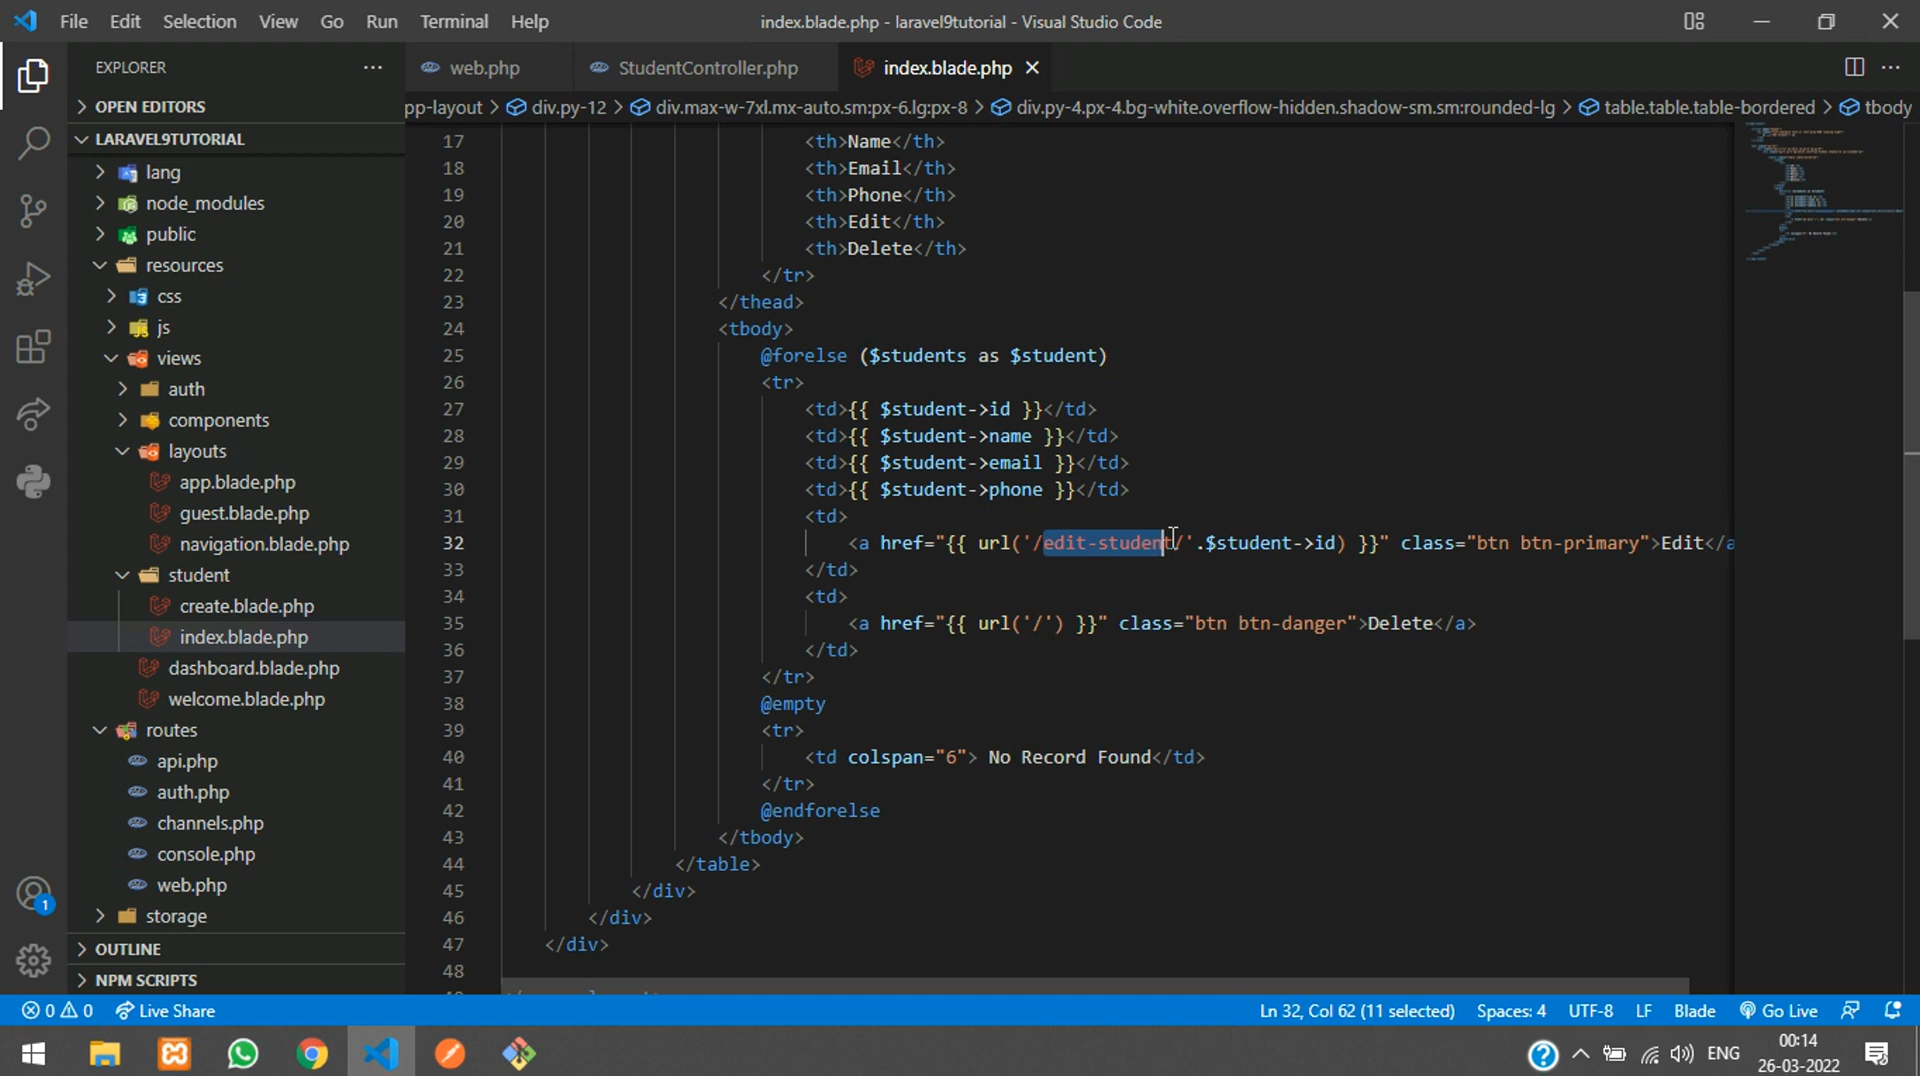 File Edit Selection View Go Run Terminal Help index.blade.php - laravel9tutorial - Visual Studio Code
EXPLORER
web.php StudentController.php index.blade.php
OPEN EDITORS
pp-layout > div.py-12 > div.max-w-7xl.mx-auto.sm:px-6.lg:px-8 > div.py-4.px-4.bg-white.overflow-hidden.shadow-sm.sm:rounded-lg > table.table.table-bordered > tbody
LARAVEL9TUTORIAL
lang
node_modules
public
resources
css
js
views
auth
components
layouts
app.blade.php
guest.blade.php
navigation.blade.php
student
create.blade.php
index.blade.php
dashboard.blade.php
welcome.blade.php
routes
api.php
auth.php
channels.php
console.php
web.php
storage
OUTLINE
NPM SCRIPTS
17 <th>Name</th>
18 <th>Email</th>
19 <th>Phone</th>
20 <th>Edit</th>
21 <th>Delete</th>
22 </tr>
23 </thead>
24 <tbody>
25 @forelse ($students as $student)
26 <tr>
27 <td>{{ $student->id }}</td>
28 <td>{{ $student->name }}</td>
29 <td>{{ $student->email }}</td>
30 <td>{{ $student->phone }}</td>
31 <td>
32 <a href="{{ url('/edit-student/'.$student->id) }}" class="btn btn-primary">Edit</a
33 </td>
34 <td>
35 <a href="{{ url('/') }}" class="btn btn-danger">Delete</a>
36 </td>
37 </tr>
38 @empty
39 <tr>
40 <td colspan="6"> No Record Found</td>
41 </tr>
42 @endforelse
43 </tbody>
44 </table>
45 </div>
46 </div>
47 </div>
48
1
0 0 Live Share Ln 32, Col 62 (11 selected) Spaces: 4 UTF-8 LF Blade Go Live
ENG
00:14
26-03-2022